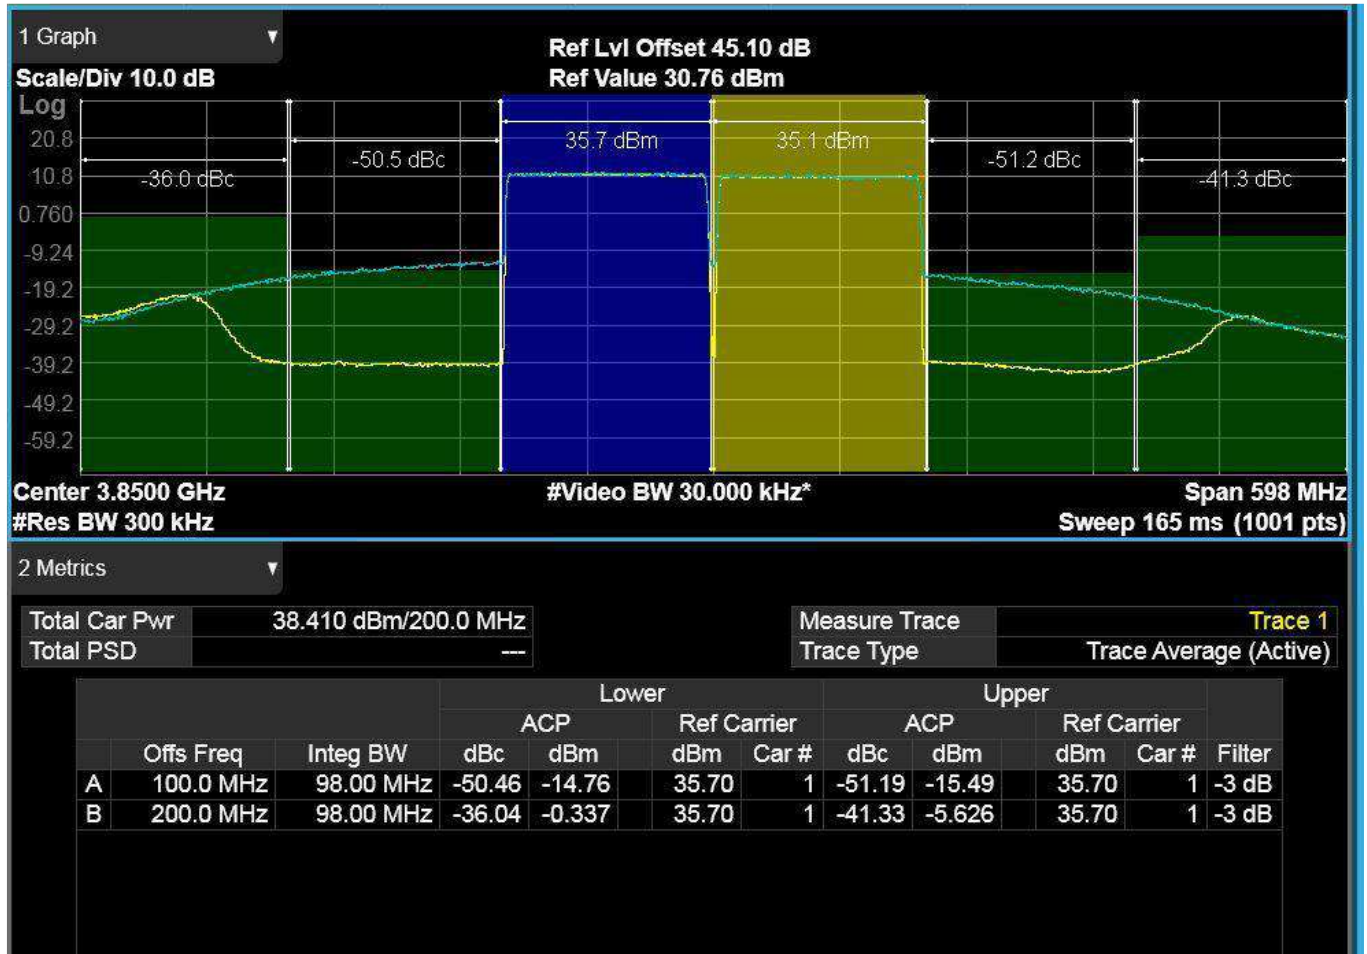 1 Graph
Scale/Div 10.0 dB
Ref Lvl Offset 45.10 dB
Ref Value 30.76 dBm
Log
20.8
10.8
0.760
-9.24
-19.2
-29.2
-39.2
-49.2
-59.2
-36.0 dBc
-50.5 dBc
35.7 dBm
35.1 dBm
-51.2 dBc
-41.3 dBc
Center 3.8500 GHz
#Video BW 30.000 kHz*
Span 598 MHz
#Res BW 300 kHz
Sweep 165 ms (1001 pts)
2 Metrics
Total Car Pwr 38.410 dBm/200.0 MHz
Total PSD ---
Measure Trace Trace 1
Trace Type Trace Average (Active)
Lower Upper
ACP Ref Carrier ACP Ref Carrier
Offs Freq Integ BW dBc dBm dBm Car # dBc dBm dBm Car # Filter
A 100.0 MHz 98.00 MHz -50.46 -14.76 35.70 1 -51.19 -15.49 35.70 1 -3 dB
B 200.0 MHz 98.00 MHz -36.04 -0.337 35.70 1 -41.33 -5.626 35.70 1 -3 dB